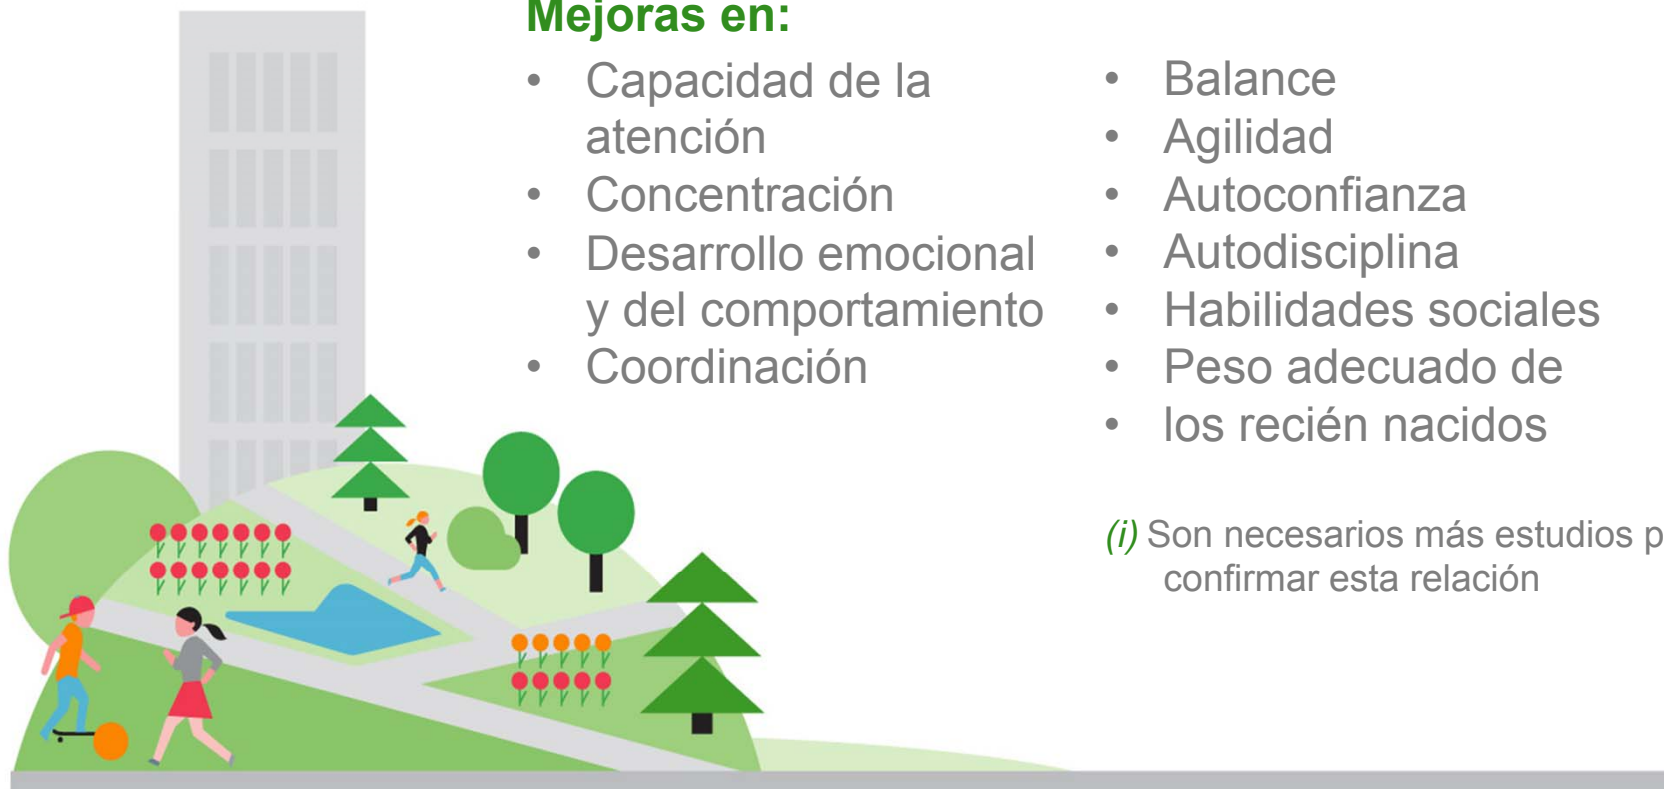 Mejoras en:
• Capacidad de la
atención
• Concentración
• Desarrollo emocional
y del comportamiento
• Coordinación
• Balance
• Agilidad
• Autoconfianza
• Autodisciplina
• Habilidades sociales
• Peso adecuado de
• los recién nacidos
(i) Son necesarios más estudios p
confirmar esta relación